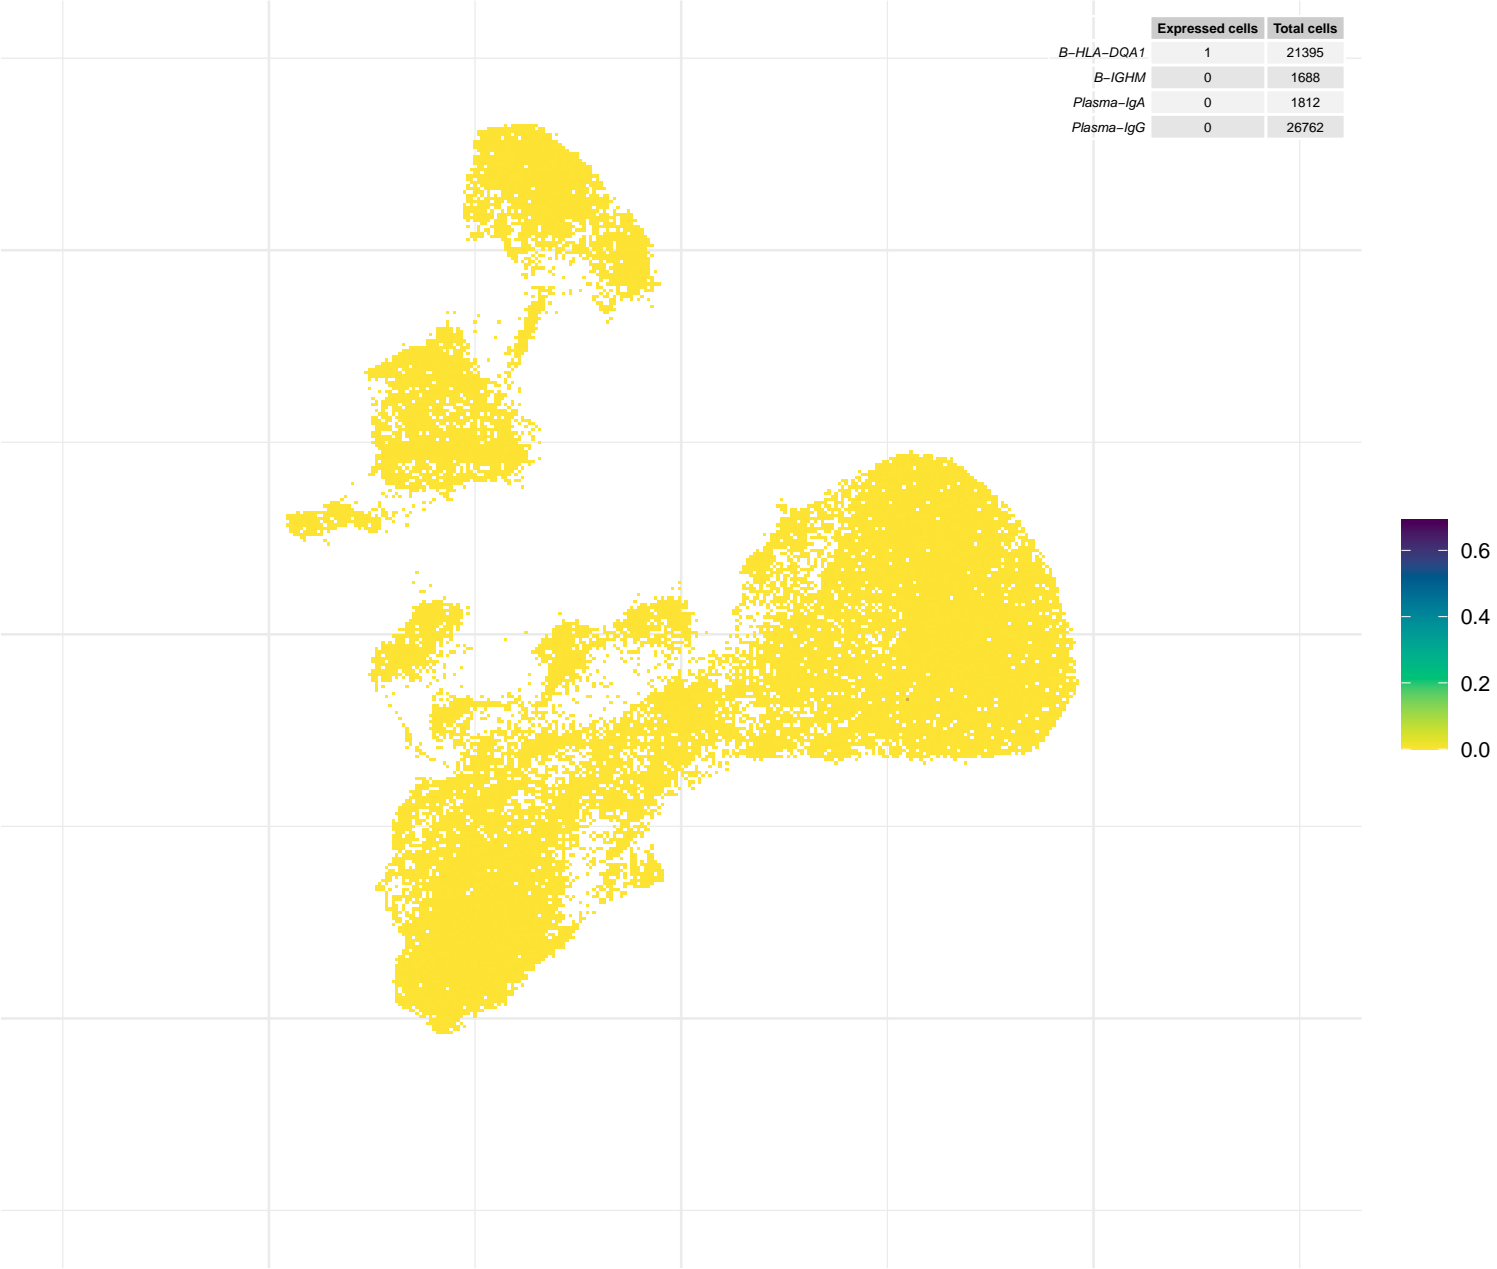 Expressed cells Total cells
B−HLA−DQA1 1 21395
B−IGHM 0 1688
Plasma−IgA 0 1812
Plasma−IgG 0 26762
0.6
0.4
0.2
0.0